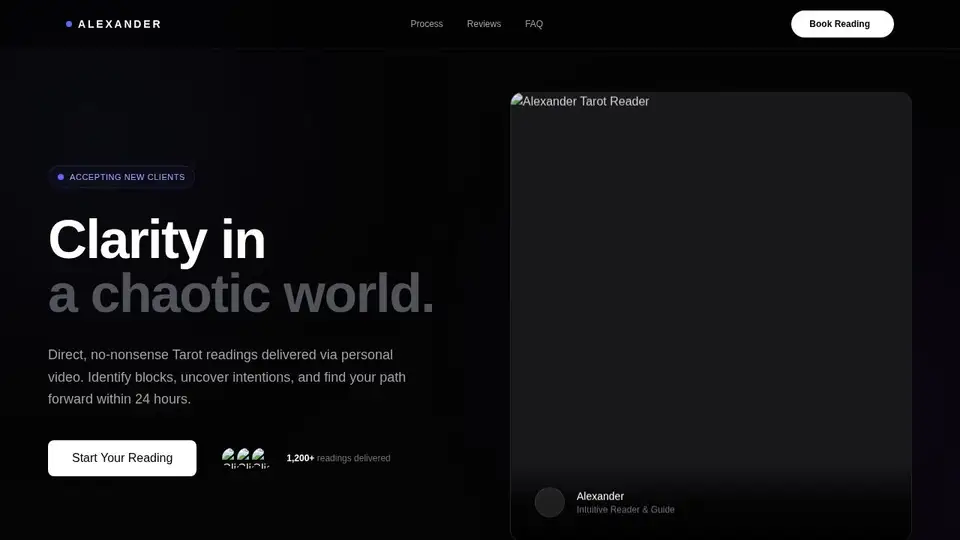 ALEXANDER
Process
Reviews
FAQ
Book Reading
Alexander Tarot Reader
ACCEPTING NEW CLIENTS
Clarity in
a chaotic world.
Direct, no-nonsense Tarot readings delivered via personal
video. Identify blocks, uncover intentions, and find your path
forward within 24 hours.
Start Your Reading
1,200+ readings delivered
Alexander
Intuitive Reader & Guide